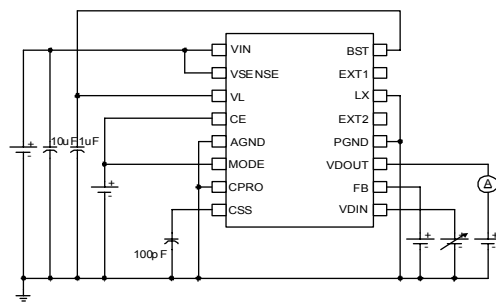 VIN BST
VSENSE EXT1
VL LX
CE EXT2
10uF 1uF
AGND PGND
MODE VDOUT
CPRO FB
CSS VDIN
100pF
A
+ - + - + - + - + -